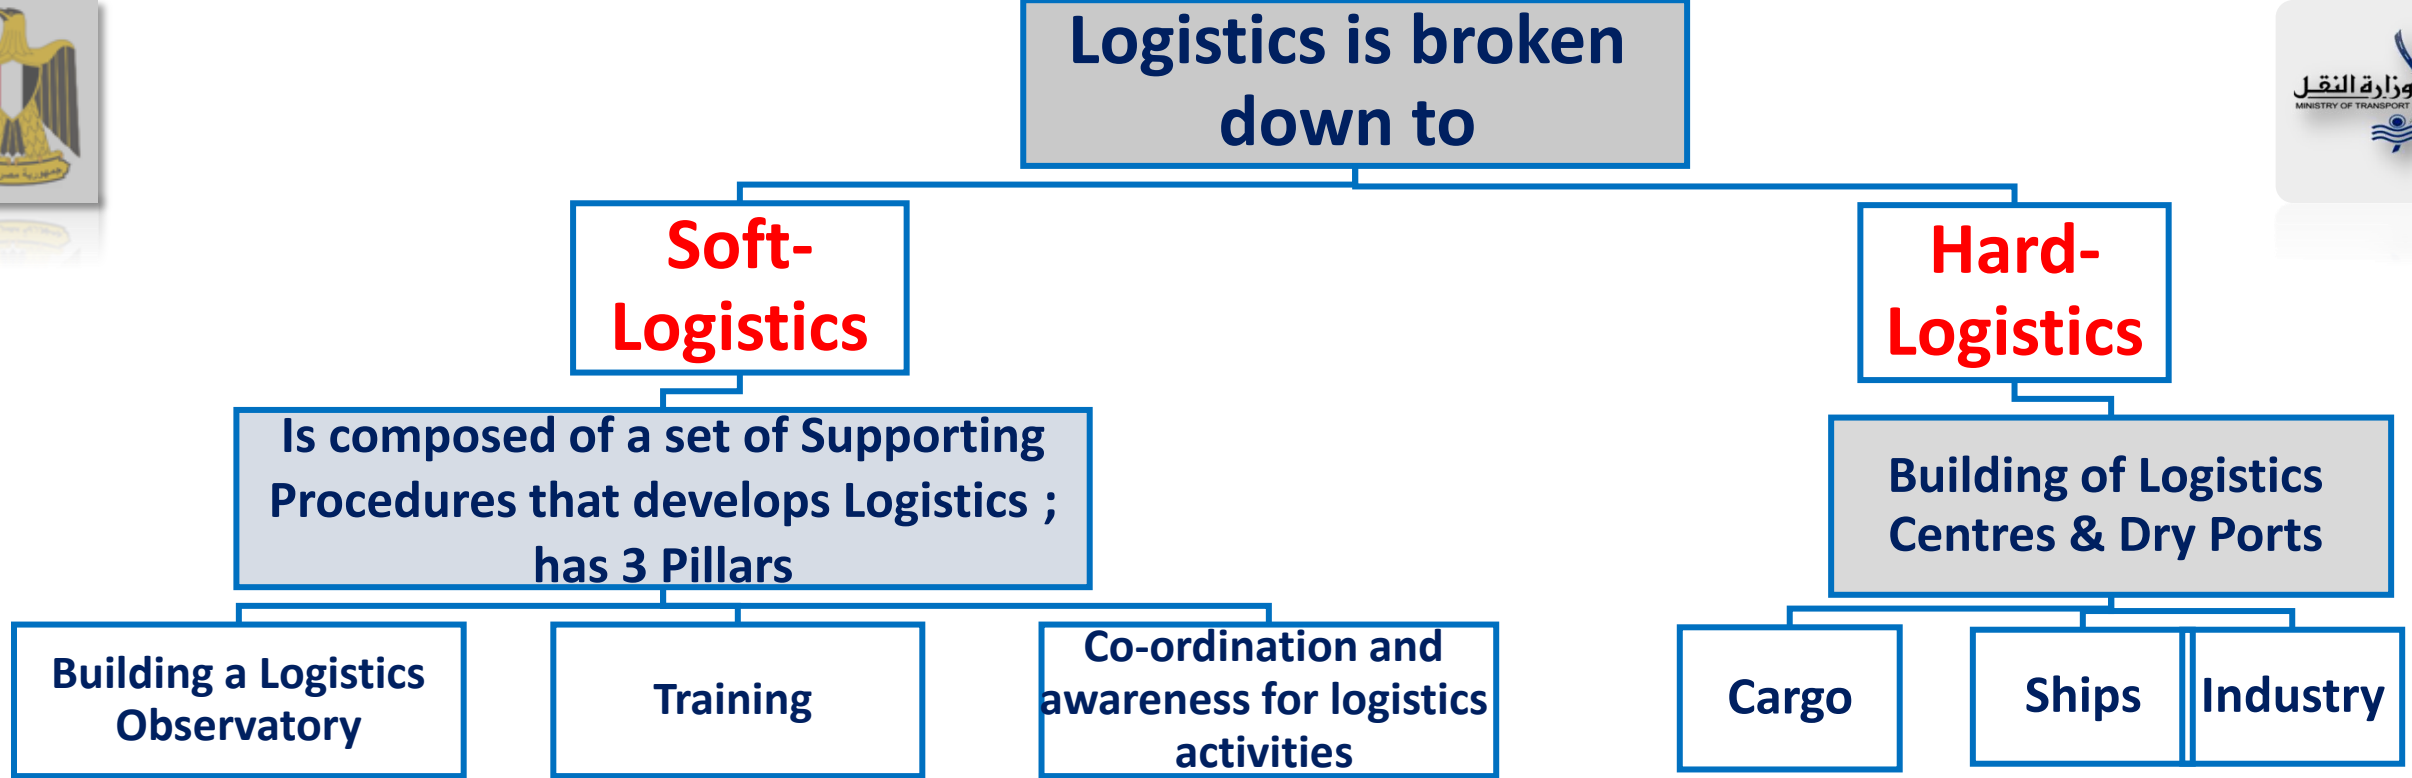 Logistics is broken
down to
وزارة النقل
MINISTRY OF TRANSPORT
جمهورية مصر
Soft-
Logistics
Hard-
Logistics
Is composed of a set of Supporting
Procedures that develops Logistics ;
has 3 Pillars
Building of Logistics
Centres & Dry Ports
Building a Logistics
Observatory
Training
Co-ordination and
awareness for logistics
activities
Cargo
Ships
Industry